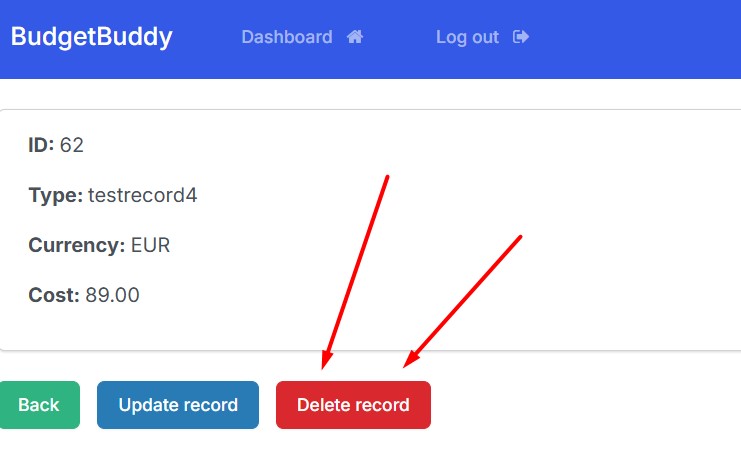 BudgetBuddy Dashboard Log out
ID: 62
Type: testrecord4
Currency: EUR
Cost: 89.00
Back Update record Delete record